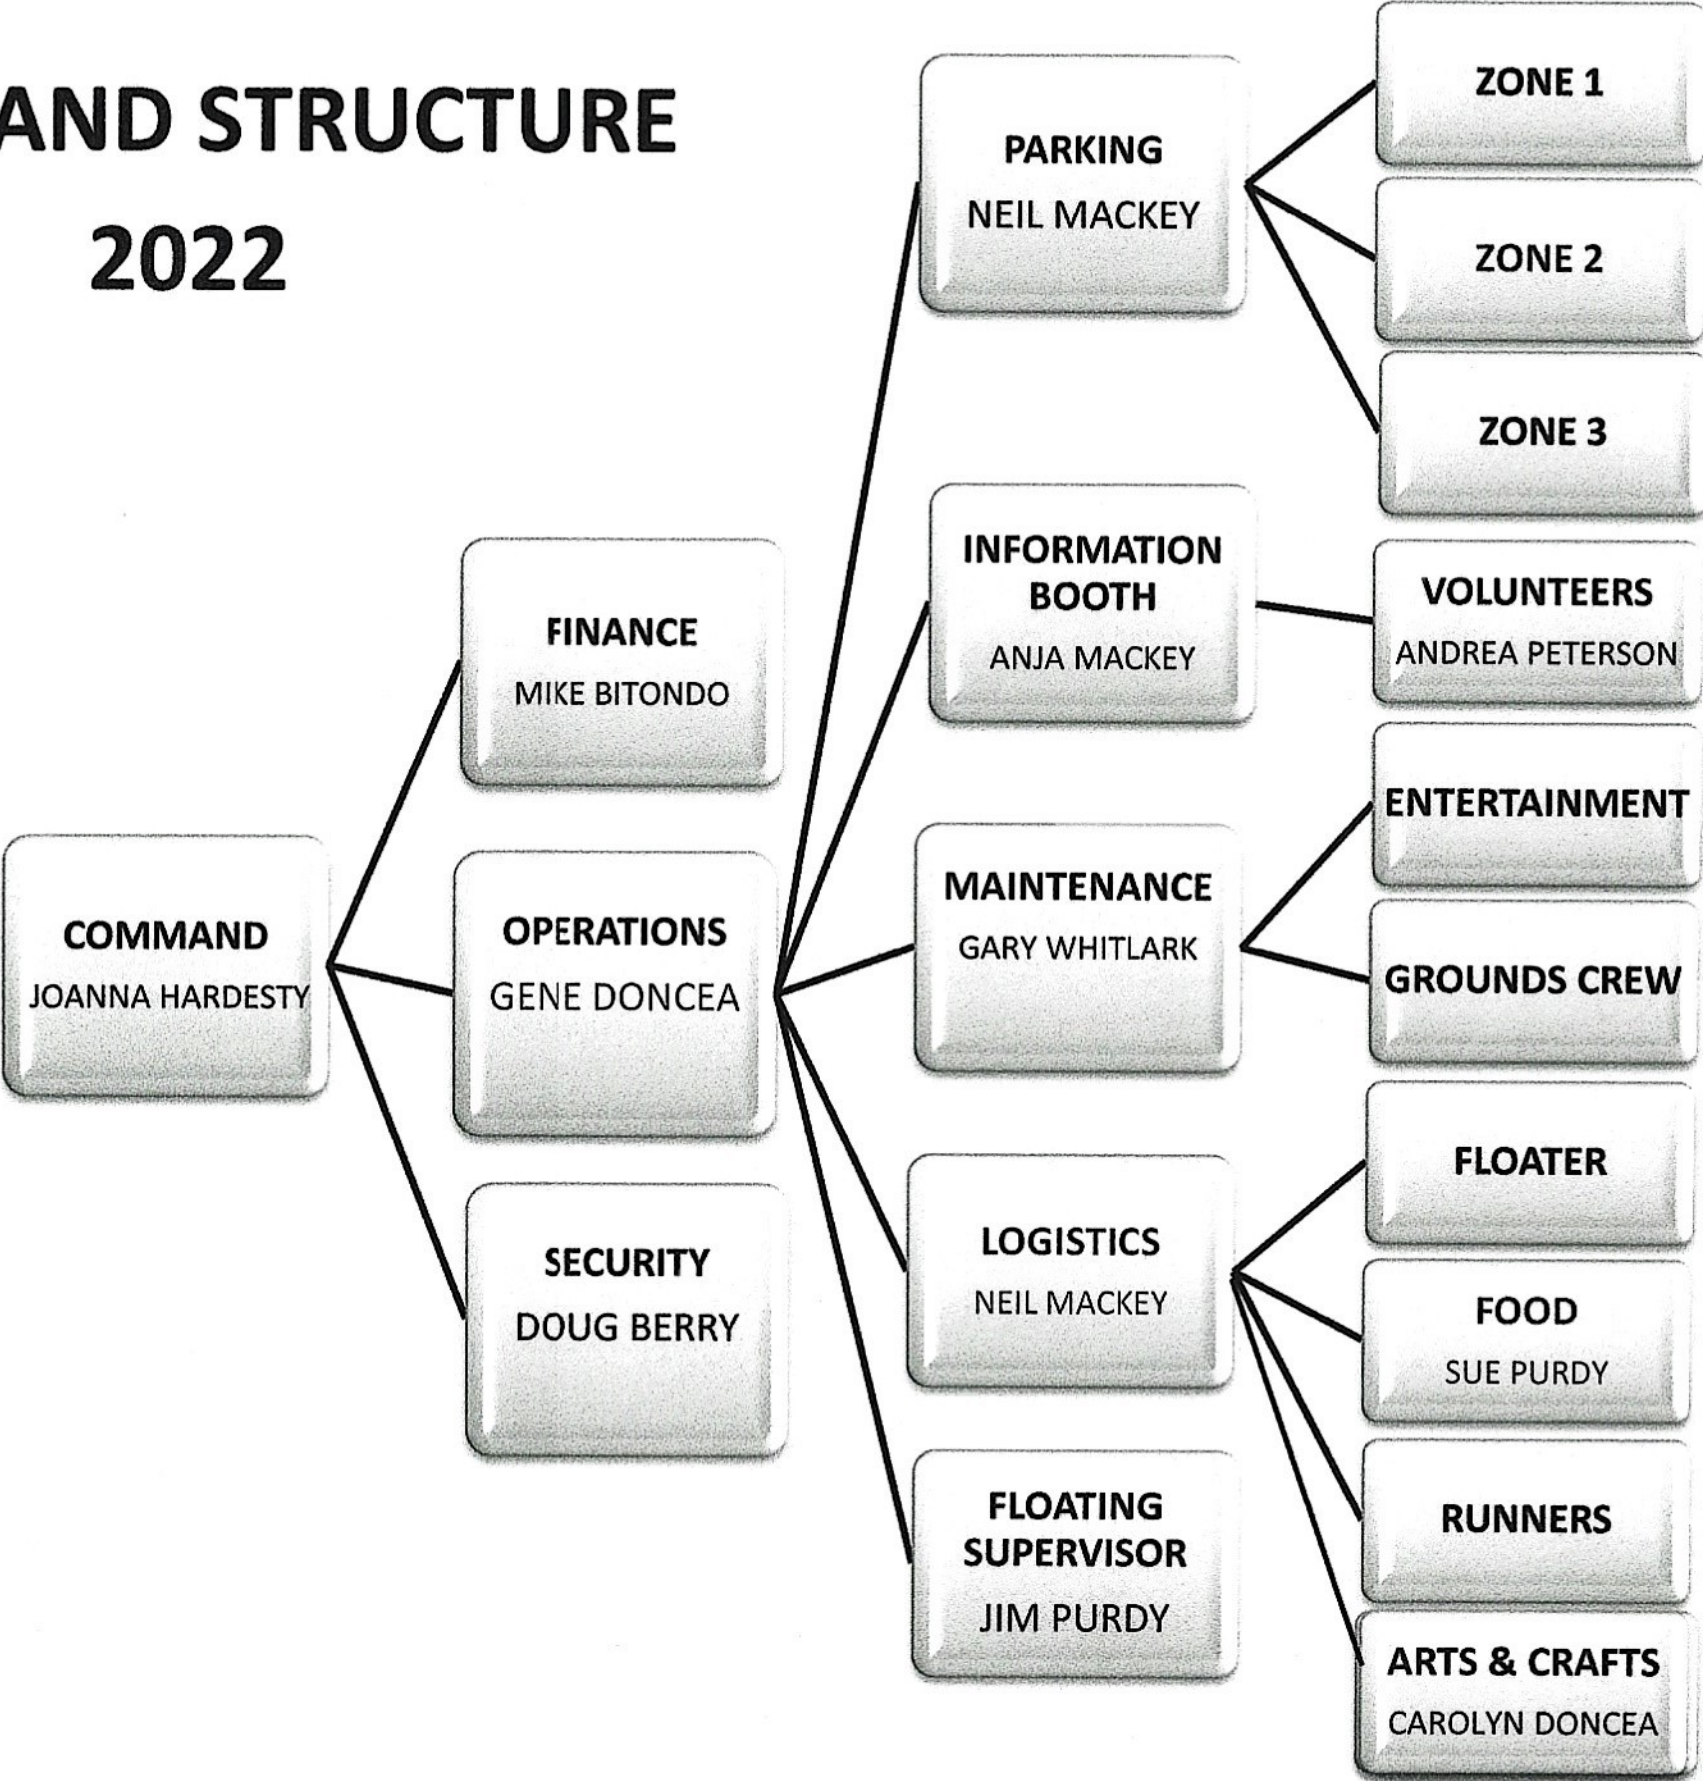 AND STRUCTURE
2022
COMMAND
JOANNA HARDESTY
FINANCE
MIKE BITONDO
OPERATIONS
GENE DONCEA
SECURITY
DOUG BERRY
PARKING
NEIL MACKEY
INFORMATION
BOOTH
ANJA MACKEY
MAINTENANCE
GARY WHITLARK
LOGISTICS
NEIL MACKEY
FLOATING
SUPERVISOR
JIM PURDY
ZONE 1
ZONE 2
ZONE 3
VOLUNTEERS
ANDREA PETERSON
ENTERTAINMENT
GROUNDS CREW
FLOATER
FOOD
SUE PURDY
RUNNERS
ARTS & CRAFTS
CAROLYN DONCEA